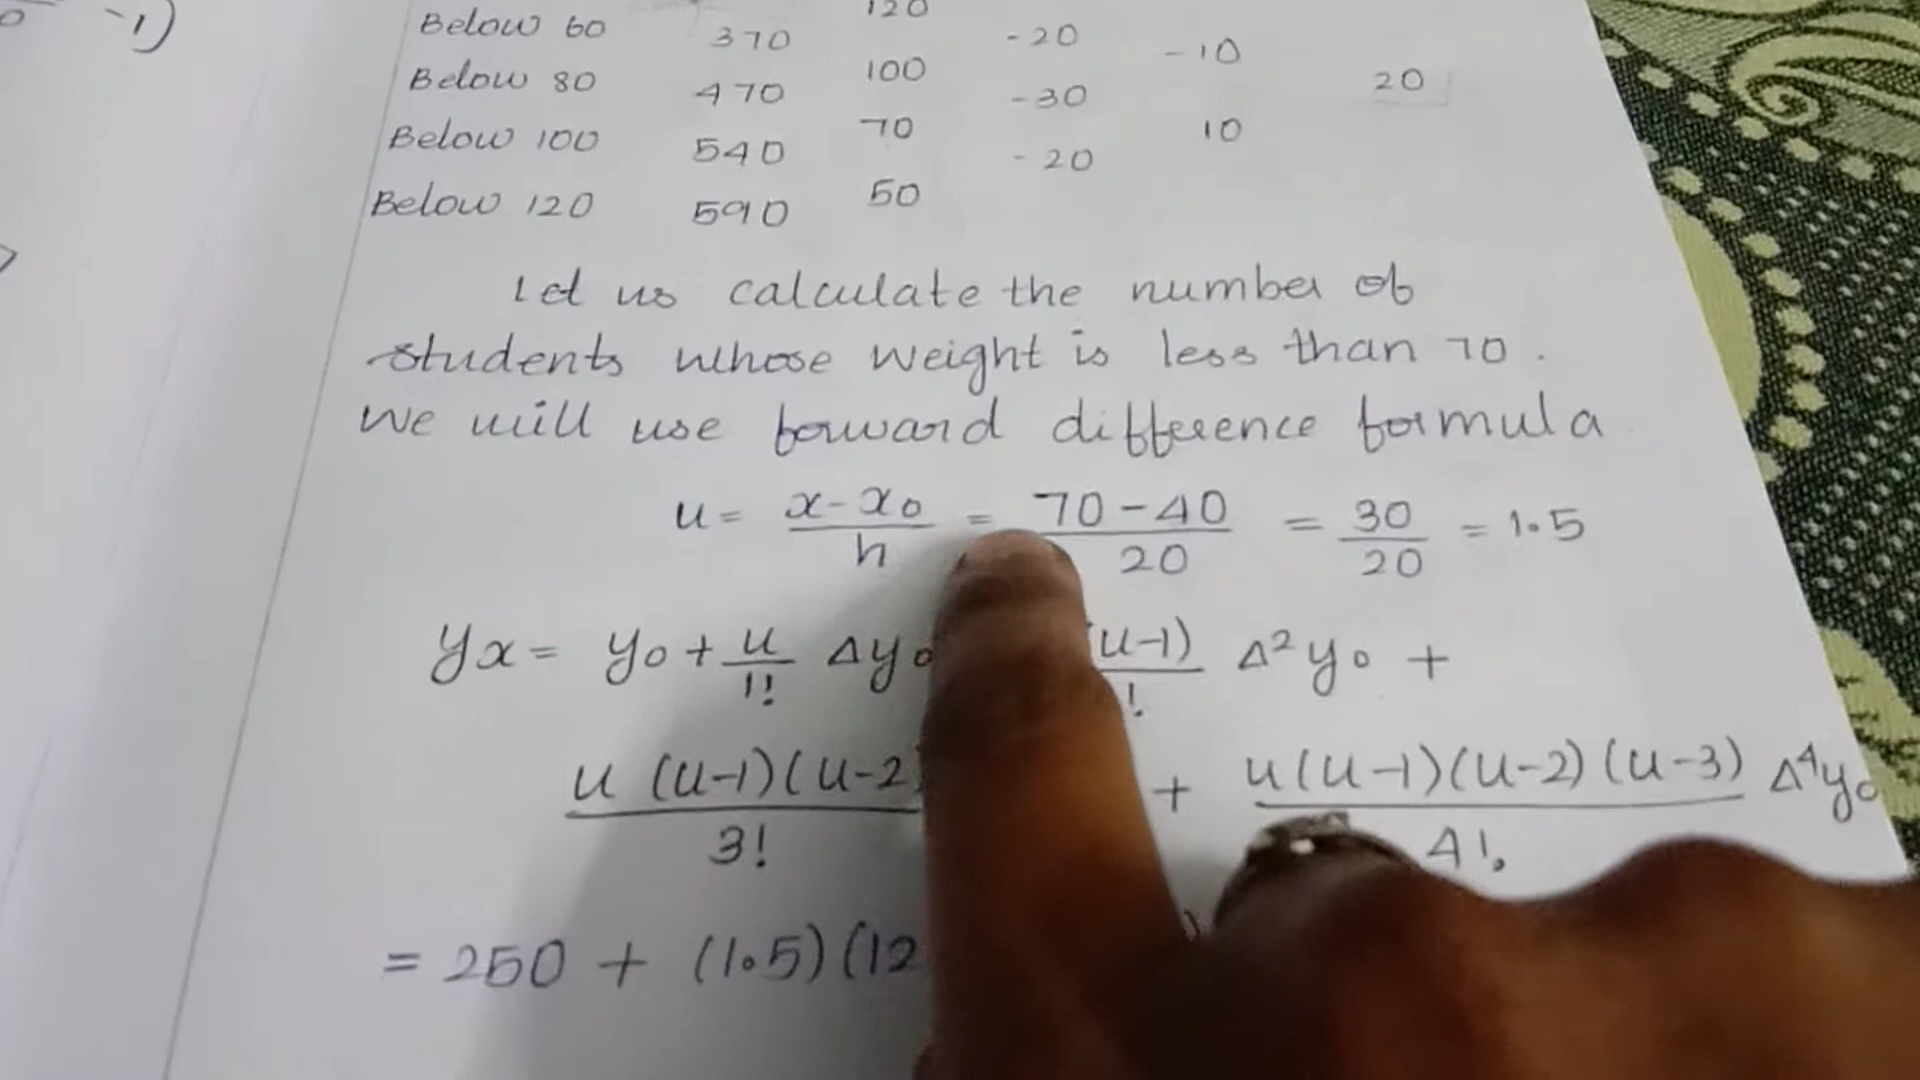 -1)
120
Below 60 370 -20 -10
Below 80 470 100 -30 20
Below 100 540 70 -20 10
Below 120 590 50
Let us calculate the number of
students whose weight is less than 70.
We will use forward difference formula
u = x-x₀/h = 70-40/20 = 30/20 = 1.5
yx = y₀ + u/1! Δy₀ (u-1)/! Δ²y₀ +
u (u-1)(u-2)/3! + u(u-1)(u-2)(u-3)/4! Δ⁴y₀
= 250 + (1.5)(12